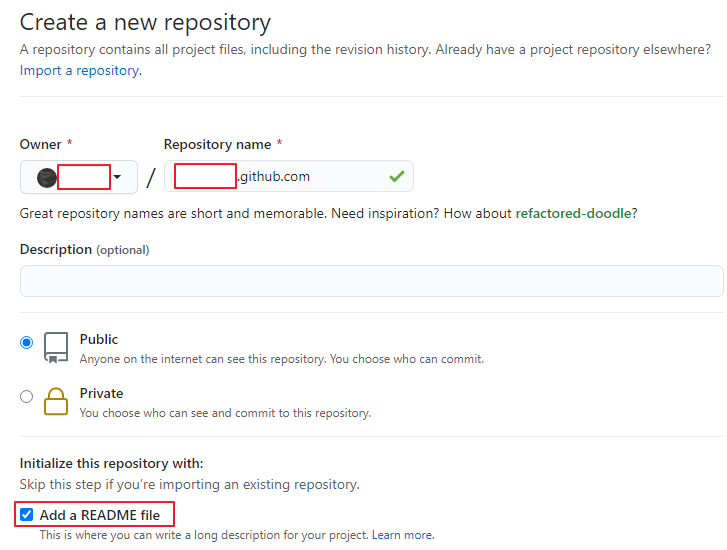 Create a new repository
A repository contains all project files, including the revision history. Already have a project repository elsewhere?
Import a repository.
Owner * Repository name *
/ .github.com
Great repository names are short and memorable. Need inspiration? How about refactored-doodle?
Description (optional)
Public
Anyone on the internet can see this repository. You choose who can commit.
Private
You choose who can see and commit to this repository.
Initialize this repository with:
Skip this step if you're importing an existing repository.
Add a README file
This is where you can write a long description for your project. Learn more.